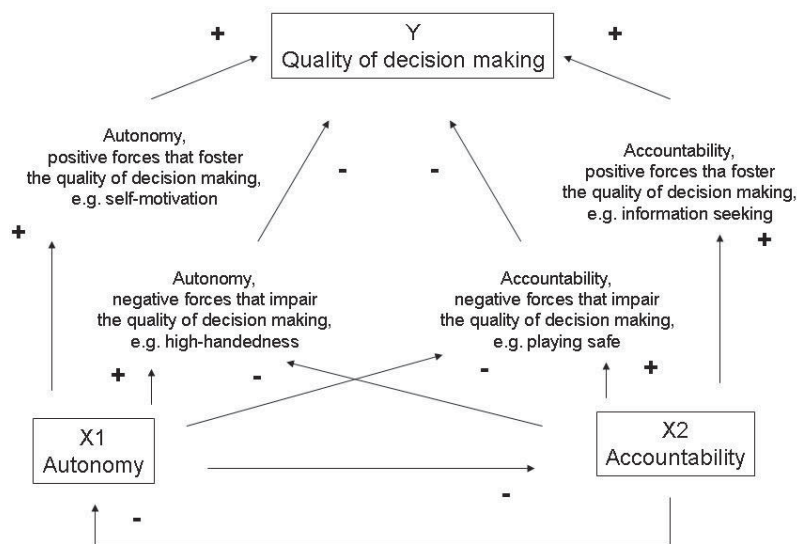 +
Y
+
Quality of decision making
Autonomy,
positive forces that foster
the quality of decision making,
e.g. self-motivation
Accountability,
positive forces tha foster
the quality of decision making,
e.g. information seeking
-
-
+
+
Autonomy,
negative forces that impair
the quality of decision making,
e.g. high-handedness
Accountability,
negative forces that impair
the quality of decision making,
e.g. playing safe
+
-
-
+
X1
Autonomy
X2
Accountability
-
-